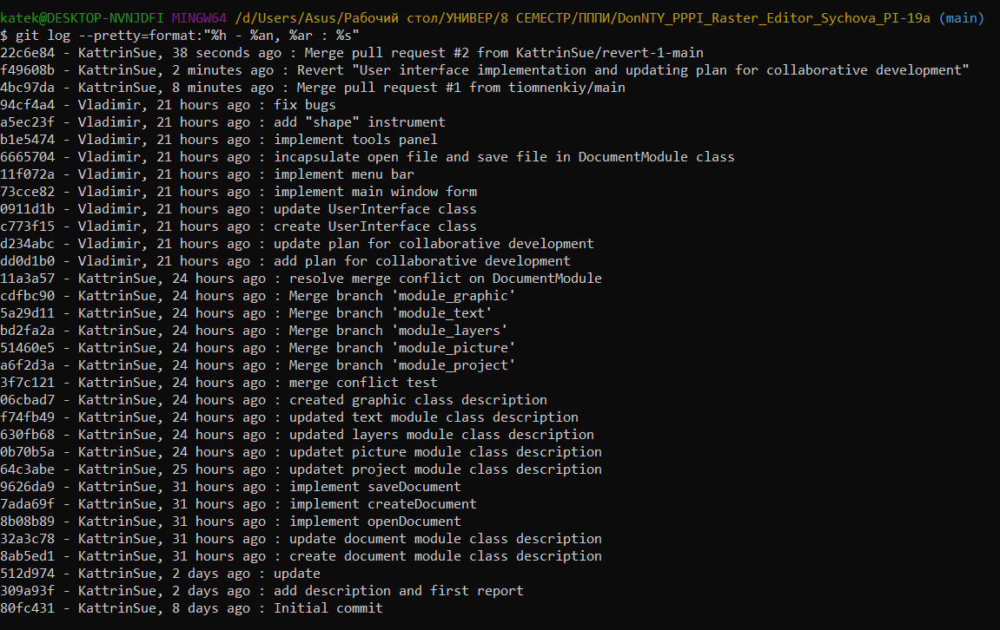 katek@DESKTOP-NVNJDFI MINGW64 /d/Users/Asus/Рабочий стол/УНИВЕР/8 СЕМЕСТР/ПППИ/DonNTY_PPPI_Raster_Editor_Sychova_PI-19a (main)
$ git log --pretty=format:"%h - %an, %ar : %s"
22c6e84 - KattrinSue, 38 seconds ago : Merge pull request #2 from KattrinSue/revert-1-main
f49608b - KattrinSue, 2 minutes ago : Revert "User interface implementation and updating plan for collaborative development"
4bc97da - KattrinSue, 8 minutes ago : Merge pull request #1 from tiomnenkiy/main
94cf4a4 - Vladimir, 21 hours ago : fix bugs
a5ec23f - Vladimir, 21 hours ago : add "shape" instrument
b1e5474 - Vladimir, 21 hours ago : implement tools panel
6665704 - Vladimir, 21 hours ago : incapsulate open file and save file in DocumentModule class
11f072a - Vladimir, 21 hours ago : implement menu bar
73cce82 - Vladimir, 21 hours ago : implement main window form
0911d1b - Vladimir, 21 hours ago : update UserInterface class
c773f15 - Vladimir, 21 hours ago : create UserInterface class
d234abc - Vladimir, 21 hours ago : update plan for collaborative development
dd0d1b0 - Vladimir, 21 hours ago : add plan for collaborative development
11a3a57 - KattrinSue, 24 hours ago : resolve merge conflict on DocumentModule
cdfbc90 - KattrinSue, 24 hours ago : Merge branch 'module_graphic'
5a29d11 - KattrinSue, 24 hours ago : Merge branch 'module_text'
bd2fa2a - KattrinSue, 24 hours ago : Merge branch 'module_layers'
51460e5 - KattrinSue, 24 hours ago : Merge branch 'module_picture'
a6f2d3a - KattrinSue, 24 hours ago : Merge branch 'module_project'
3f7c121 - KattrinSue, 24 hours ago : merge conflict test
06cbad7 - KattrinSue, 24 hours ago : created graphic class description
f74fb49 - KattrinSue, 24 hours ago : updated text module class description
630fb68 - KattrinSue, 24 hours ago : updated layers module class description
0b70b5a - KattrinSue, 24 hours ago : updatet picture module class description
64c3abe - KattrinSue, 25 hours ago : updatet project module class description
9626da9 - KattrinSue, 31 hours ago : implement saveDocument
7ada69f - KattrinSue, 31 hours ago : implement createDocument
8b08b89 - KattrinSue, 31 hours ago : implement openDocument
32a3c78 - KattrinSue, 31 hours ago : update document module class description
8ab5ed1 - KattrinSue, 31 hours ago : create document module class description
512d974 - KattrinSue, 2 days ago : update
309a93f - KattrinSue, 2 days ago : add description and first report
80fc431 - KattrinSue, 8 days ago : Initial commit